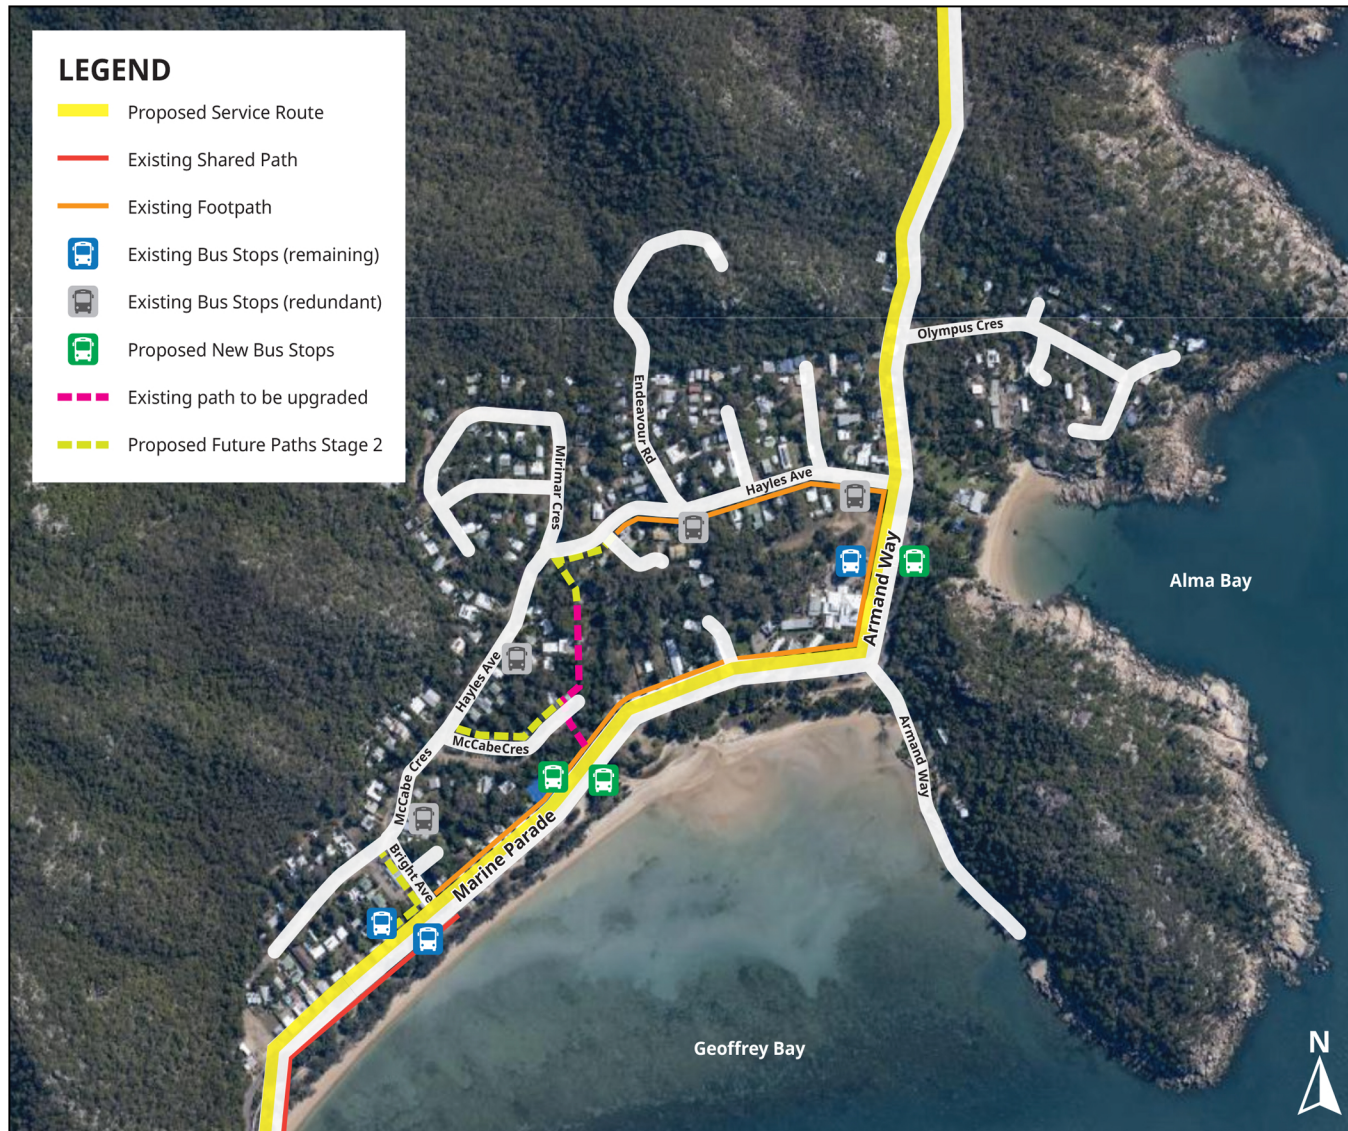 LEGEND
Proposed Service Route
Existing Shared Path
Existing Footpath
Existing Bus Stops (remaining)
Existing Bus Stops (redundant)
Proposed New Bus Stops
Existing path to be upgraded
Proposed Future Paths Stage 2
Olympus Cres
Endeavour Rd
Mirimar Cres
Hayles Ave
Armand Way
Alma Bay
Hayles Ave
McCabeCres
Armand Way
McCabe Cres
Marine Parade
Bright Ave
Geoffrey Bay
N